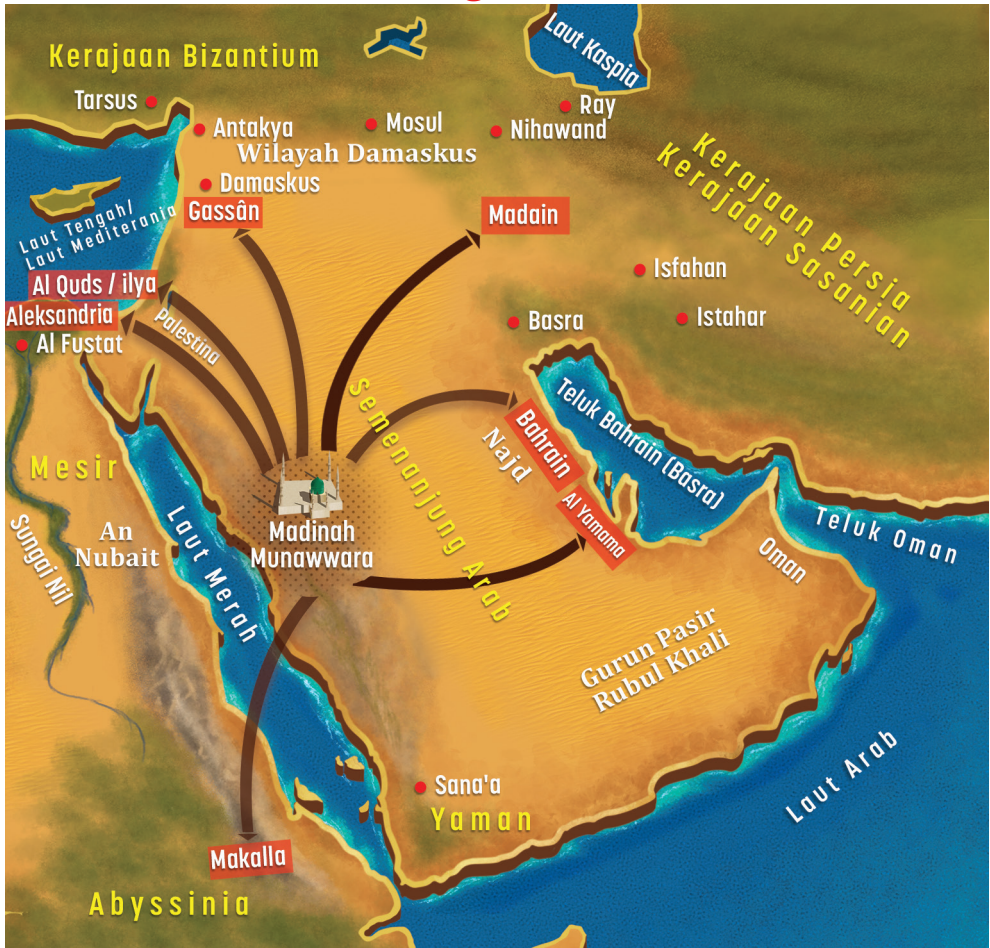 Kerajaan Bizantium
Laut Kaspia
Tarsus
Ray
Antakya
Mosul
Nihawand
Wilayah Damaskus
Kerajaan Persia
Kerajaan Sasanian
Damaskus
Gassân
Madain
Laut Tengah/
Laut Mediterania
Isfahan
Al Quds / ilya
Aleksandria
Palestina
Basra
Istahar
Al Fustat
Semenanjung Arab
Teluk Bahrain (Basra)
Bahrain
Najd
Mesir
Al Yamama
Sungai Nil
An
Nubait
Laut Merah
Madinah
Munawwara
Teluk Oman
Oman
Gurun Pasir
Rubul Khali
Laut Arab
Sana'a
Yaman
Makalla
Abyssinia